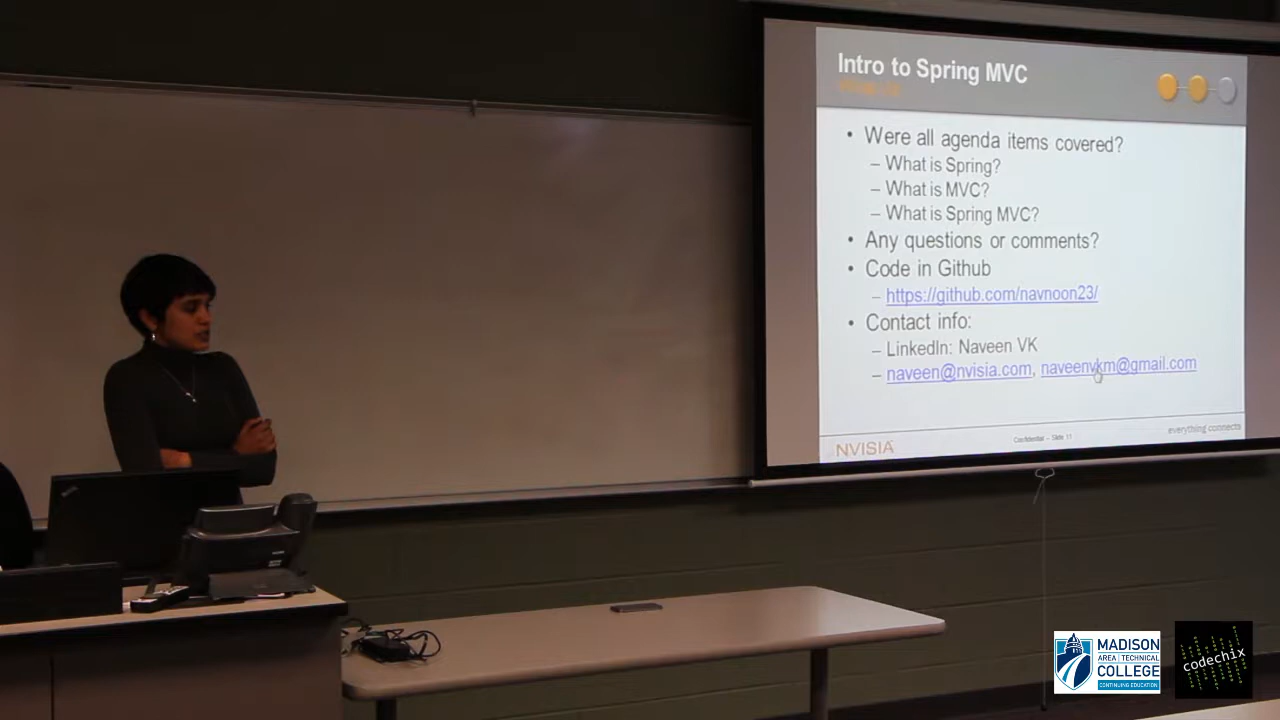 Intro to Spring MVC
• Were all agenda items covered?
– What is Spring?
– What is MVC?
– What is Spring MVC?
• Any questions or comments?
• Code in Github
– https://github.com/navnoon23/
• Contact info:
– LinkedIn: Naveen VK
– naveen@nvisia.com, naveenvkm@gmail.com
everything connects
NVISIA
Confidential – Slide 11
MADISON
AREA TECHNICAL
COLLEGE
CONTINUING EDUCATION
codechix